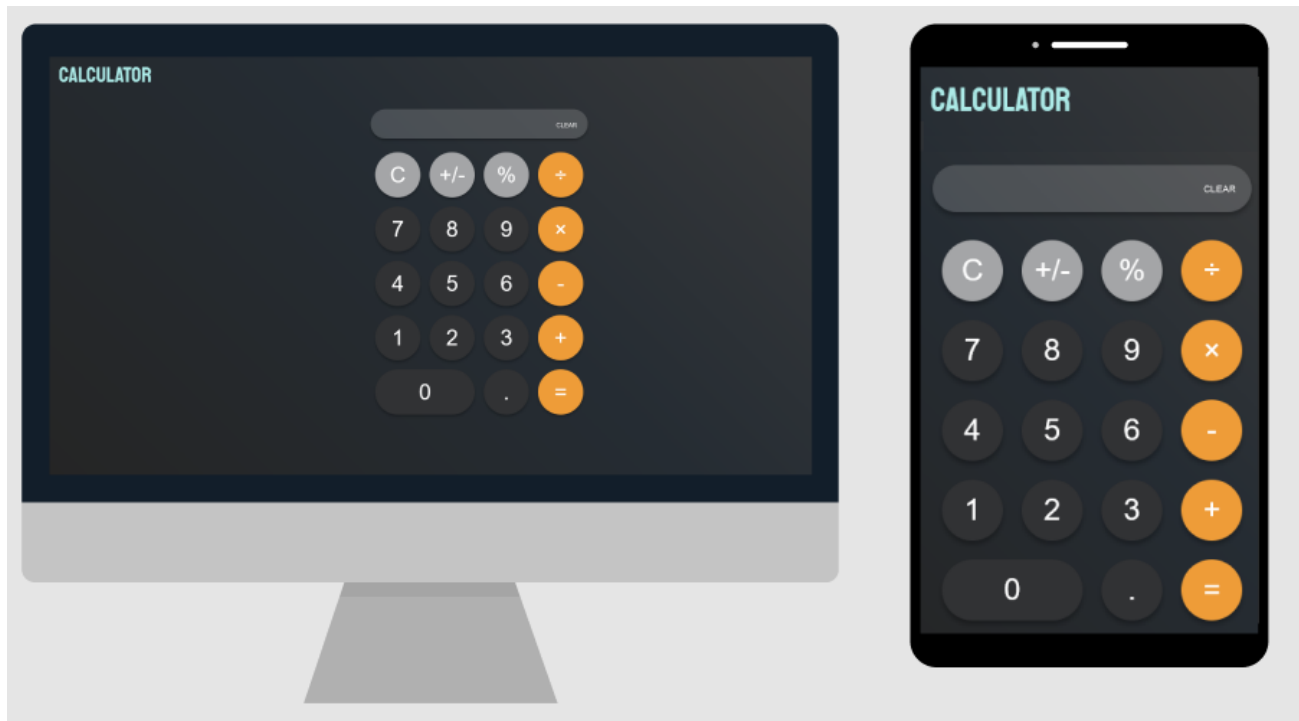 CALCULATOR
CLEAR
C +/- % ÷
7 8 9 ×
4 5 6 -
1 2 3 +
0 . =
CALCULATOR
CLEAR
C +/- % ÷
7 8 9 ×
4 5 6 -
1 2 3 +
0 . =